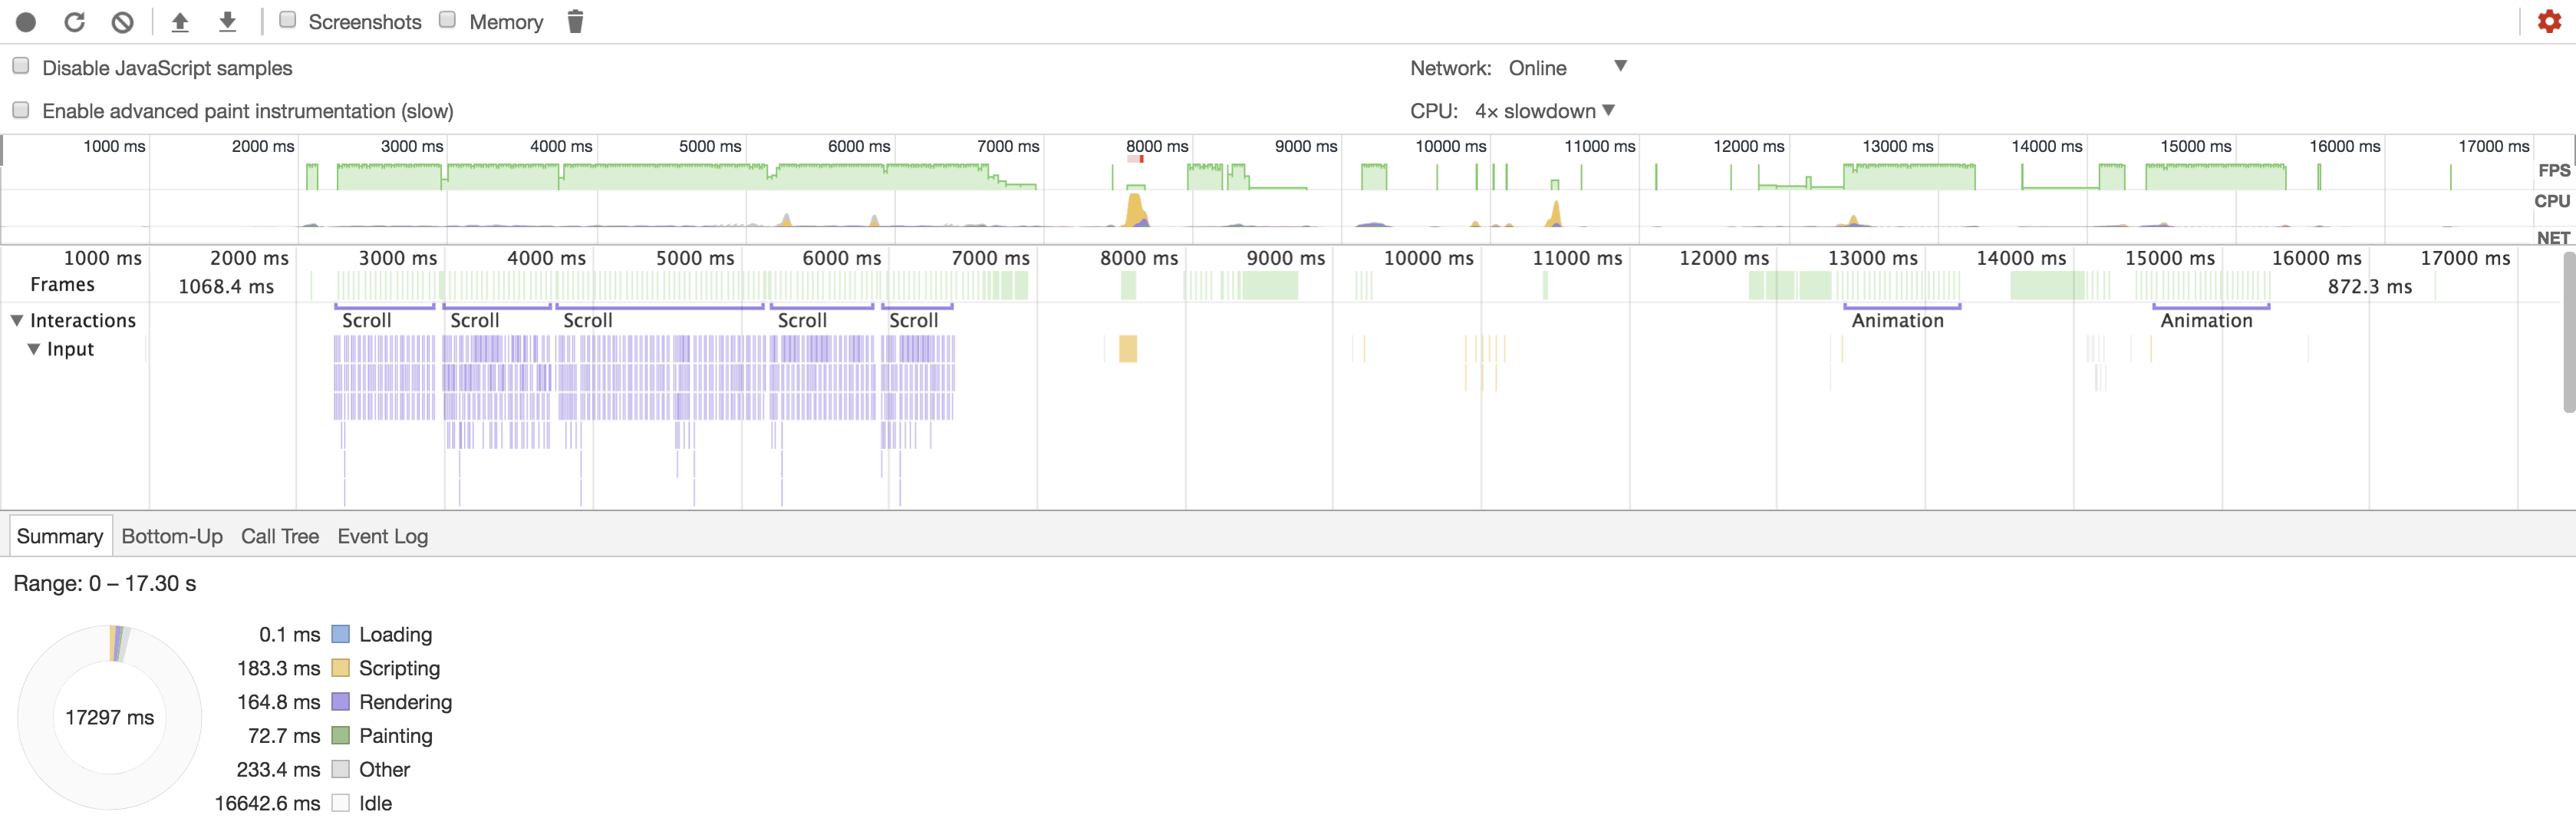 Screenshots Memory
Disable JavaScript samples Network: Online
Enable advanced paint instrumentation (slow) CPU: 4× slowdown
1000 ms 2000 ms 3000 ms 4000 ms 5000 ms 6000 ms 7000 ms 8000 ms 9000 ms 10000 ms 11000 ms 12000 ms 13000 ms 14000 ms 15000 ms 16000 ms 17000 ms
FPS
CPU
NET
1000 ms 2000 ms 3000 ms 4000 ms 5000 ms 6000 ms 7000 ms 8000 ms 9000 ms 10000 ms 11000 ms 12000 ms 13000 ms 14000 ms 15000 ms 16000 ms 17000 ms
Frames 1068.4 ms 872.3 ms
Interactions Scroll Scroll Scroll Scroll Scroll Animation Animation
Input
Summary Bottom-Up Call Tree Event Log
Range: 0 – 17.30 s
17297 ms
0.1 ms Loading
183.3 ms Scripting
164.8 ms Rendering
72.7 ms Painting
233.4 ms Other
16642.6 ms Idle